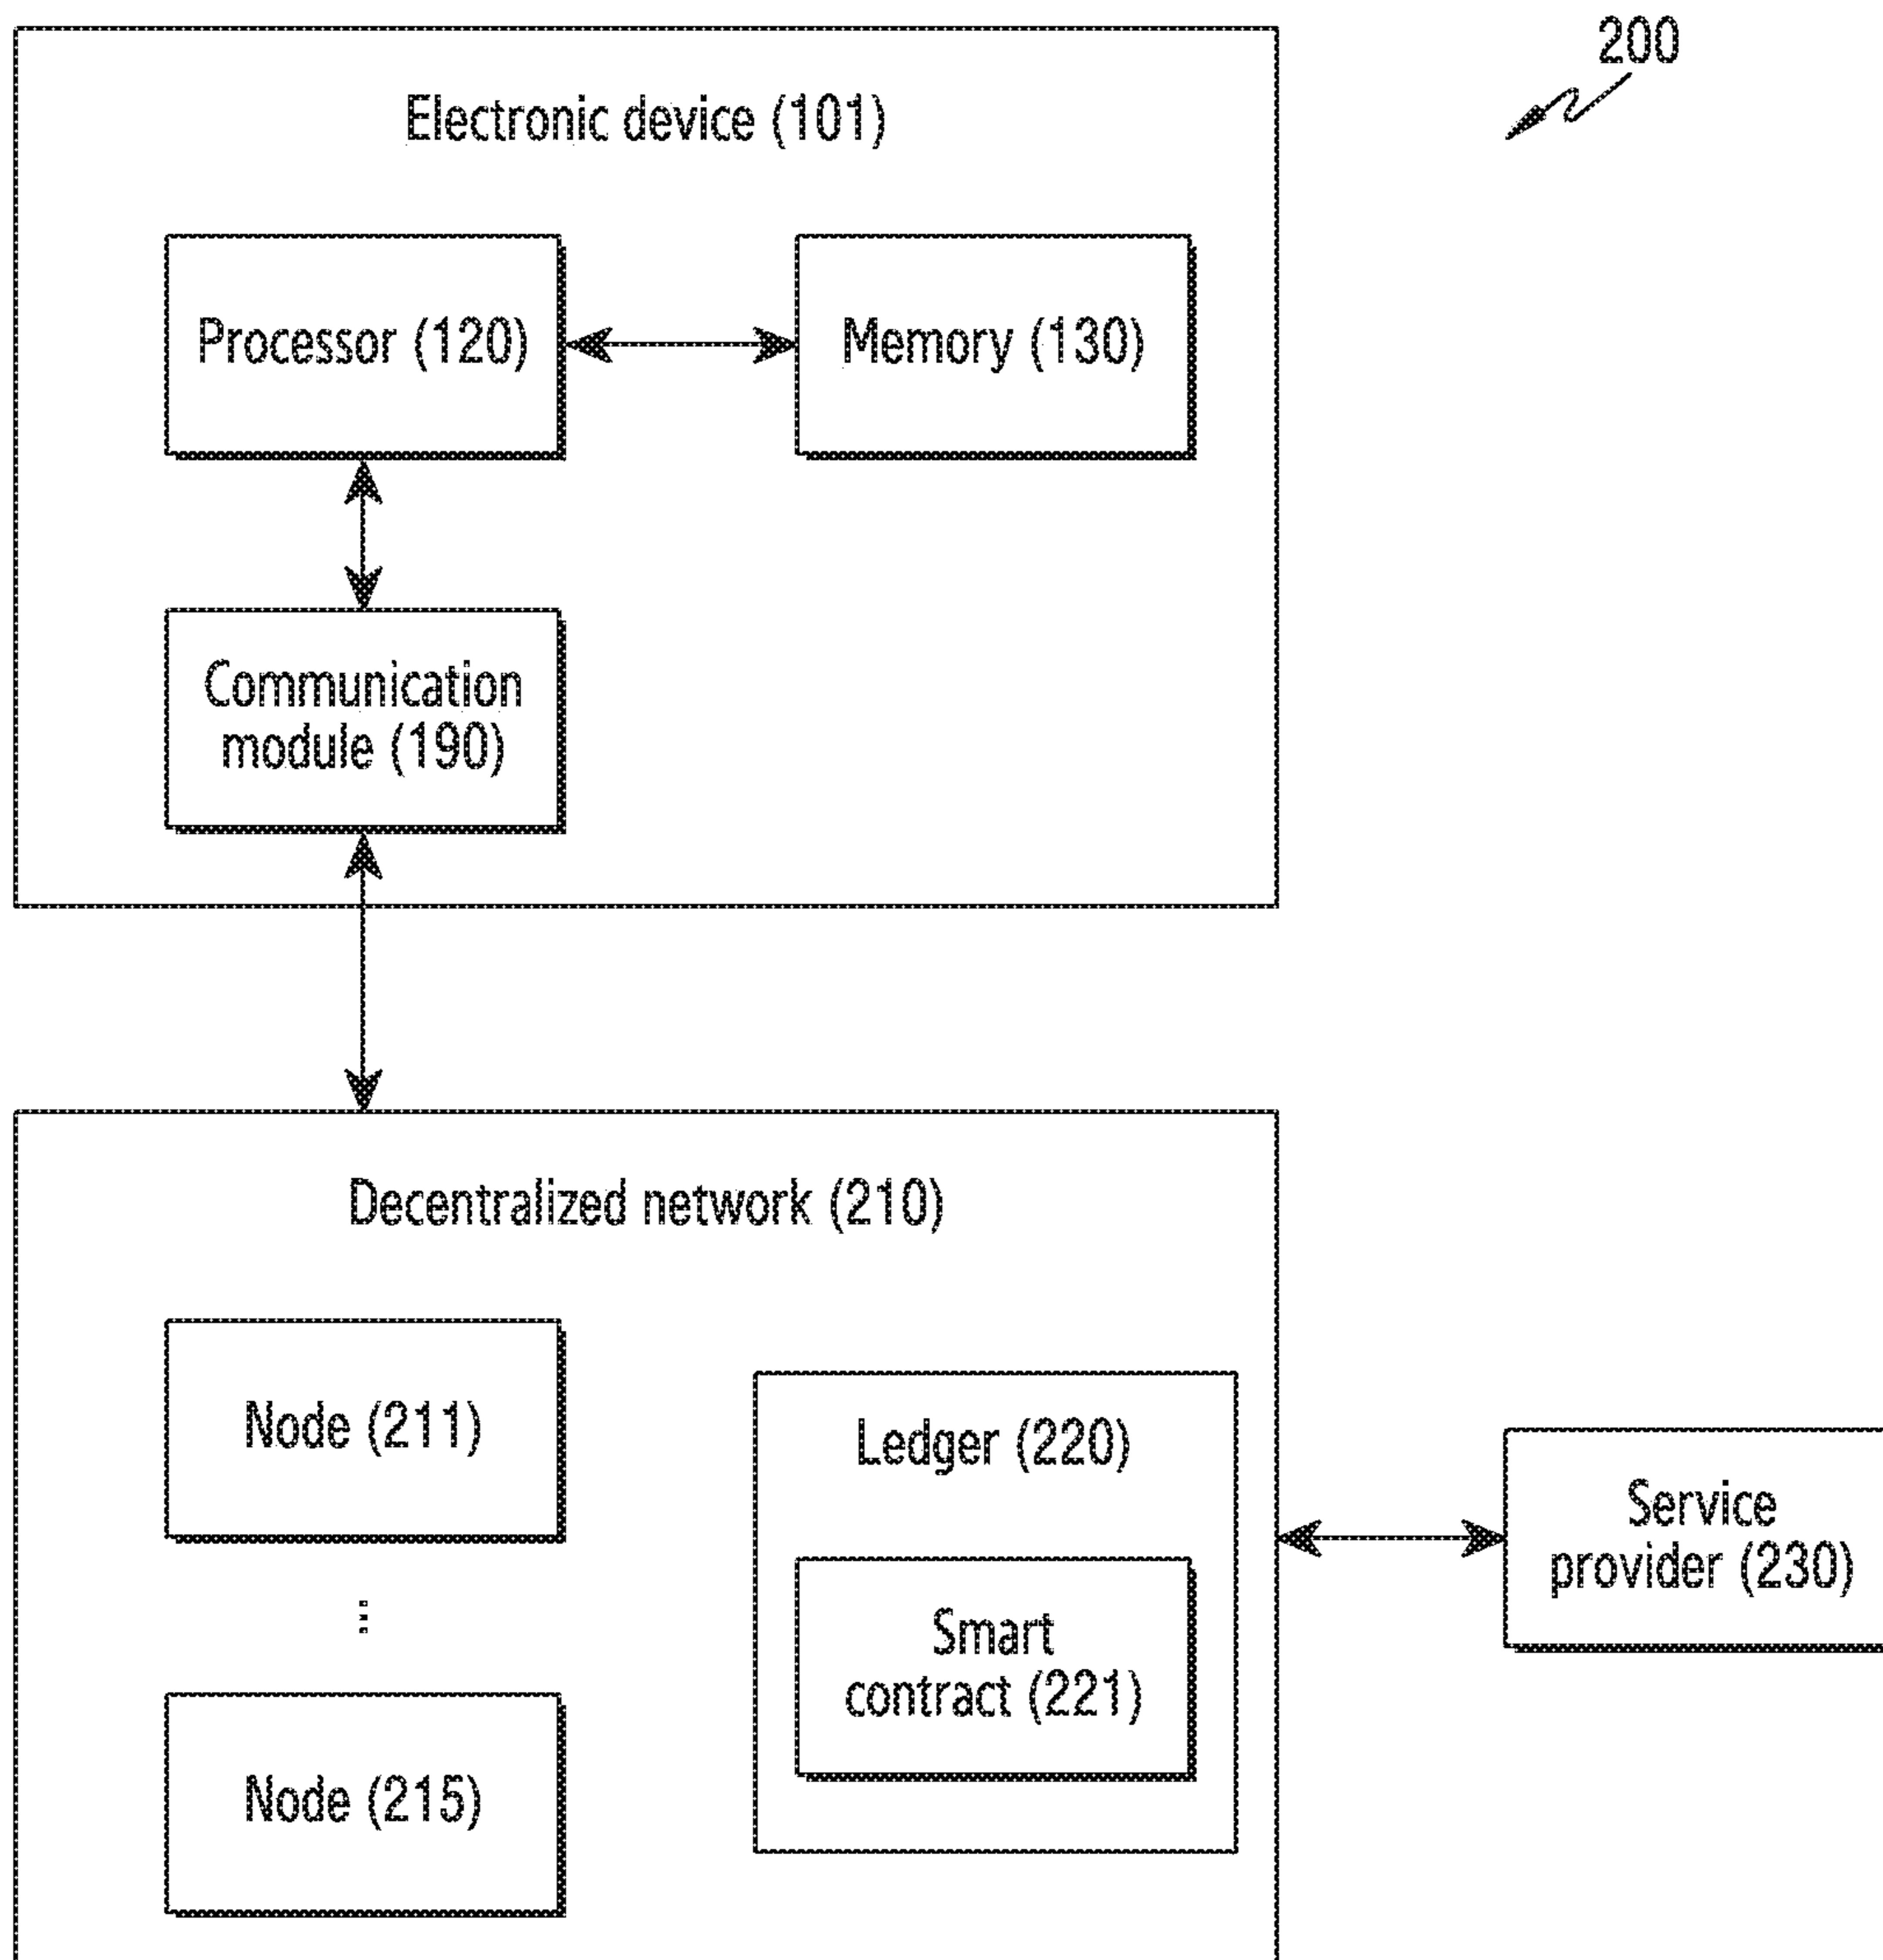 200
Electronic device (101)
Processor (120)
Memory (130)
Communication
module (190)
Decentralized network (210)
Node (211)
Ledger (220)
Service
provider (230)
Smart
contract (221)
Node (215)